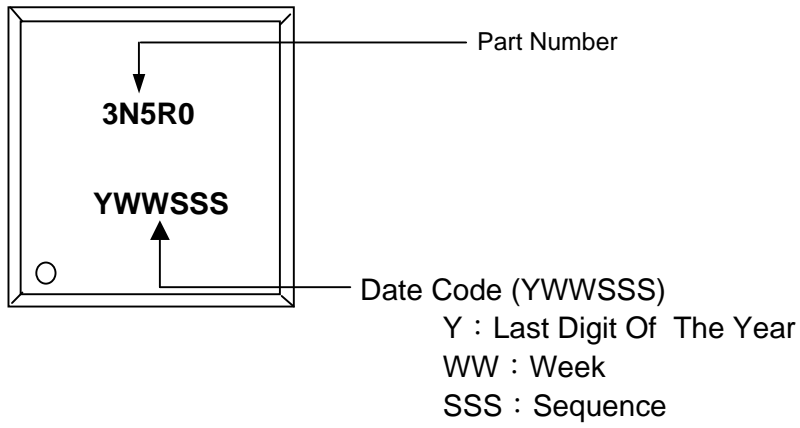 Part Number
3N5R0
YWWSSS
Date Code (YWWSSS)
Y：Last Digit Of The Year
WW：Week
SSS：Sequence